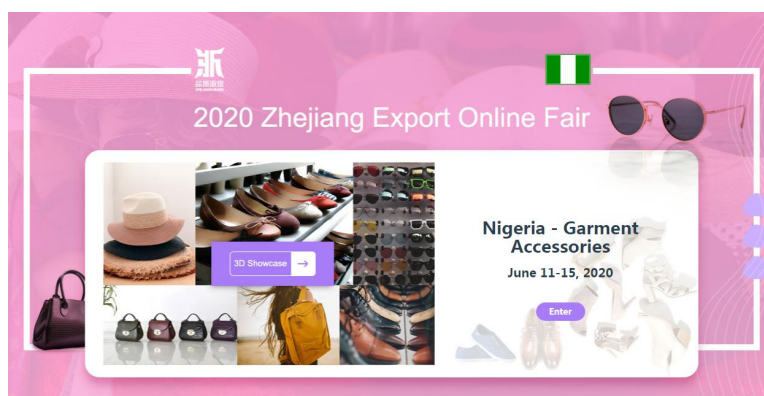 2020 Zhejiang Export Online Fair
3D Showcase
Nigeria - Garment
Accessories
June 11-15, 2020
Enter